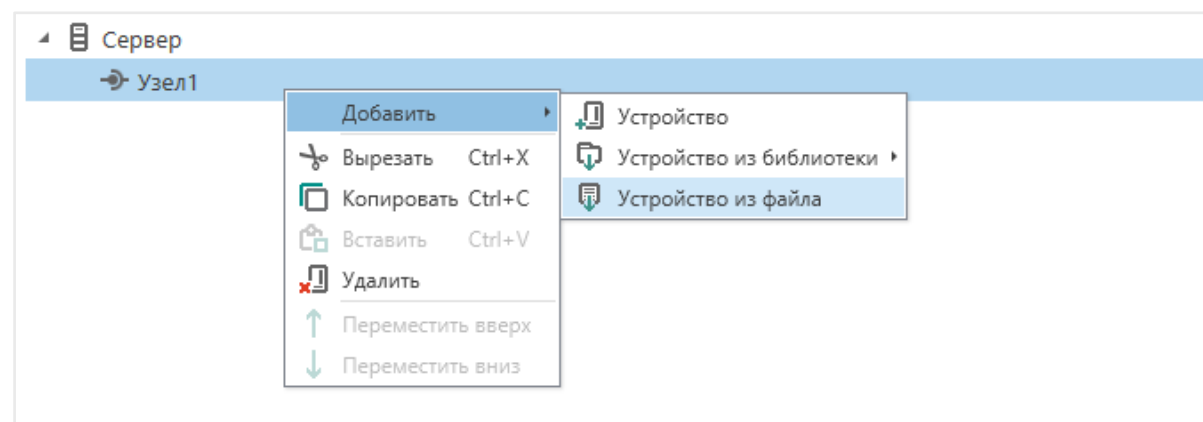 Сервер
Узел1
Добавить
Вырезать Ctrl+X
Копировать Ctrl+C
Вставить Ctrl+V
Удалить
Переместить вверх
Переместить вниз
Устройство
Устройство из библиотеки
Устройство из файла